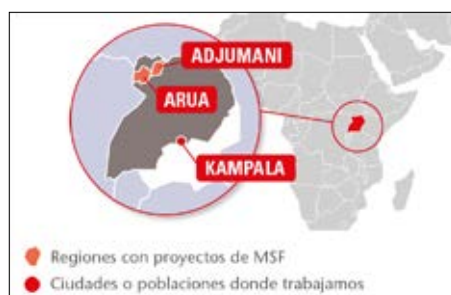 ADJUMANI
ARUA
KAMPALA
Regiones con proyectos de MSF
Ciudades o poblaciones donde trabajamos